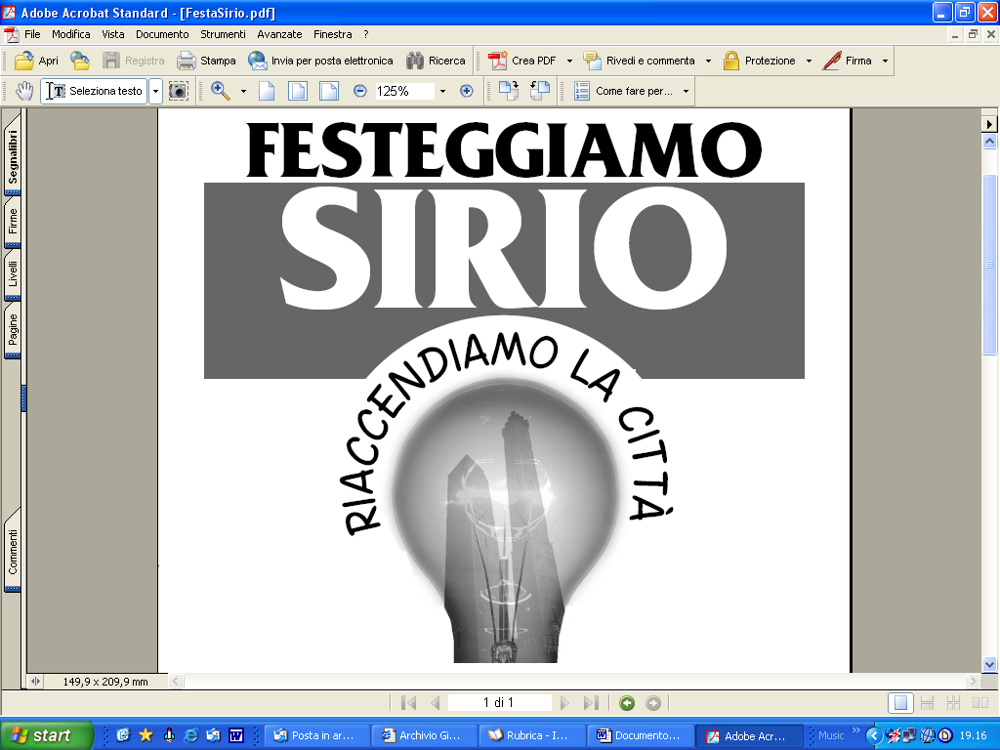 Adobe Acrobat Standard - [FestaSirio.pdf]
File Modifica Vista Documento Strumenti Avanzate Finestra ?
Apri Registra Stampa Invia per posta elettronica Ricerca Crea PDF Rivedi e commenta Protezione Firma
Seleziona testo 125% Come fare per...
Segnalibri
Firme
Livelli
Pagine
Commenti
FESTEGGIAMO
SIRIO
RIACCENDIAMO LA CITTÀ
149,9 x 209,9 mm
1 di 1
start Posta in ar... Archivio Gi... Rubrica - I... Documento... Adobe Acr... Music 19.16